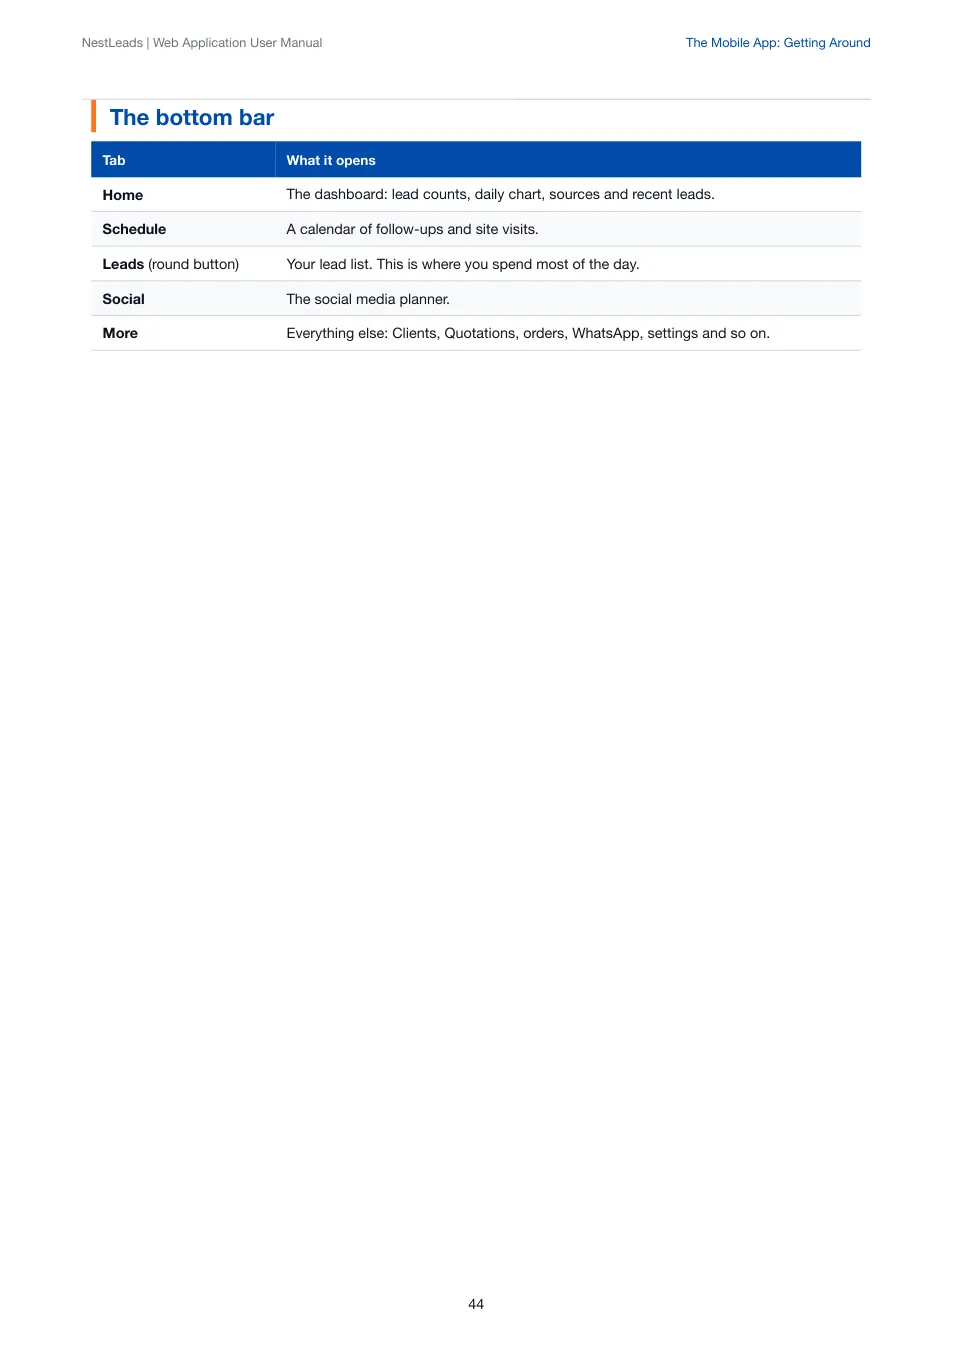 NestLeads | Web Application User Manual
The Mobile App: Getting Around
The bottom bar
Tab What it opens
Home The dashboard: lead counts, daily chart, sources and recent leads.
Schedule A calendar of follow-ups and site visits.
Leads (round button) Your lead list. This is where you spend most of the day.
Social The social media planner.
More Everything else: Clients, Quotations, orders, WhatsApp, settings and so on.
44